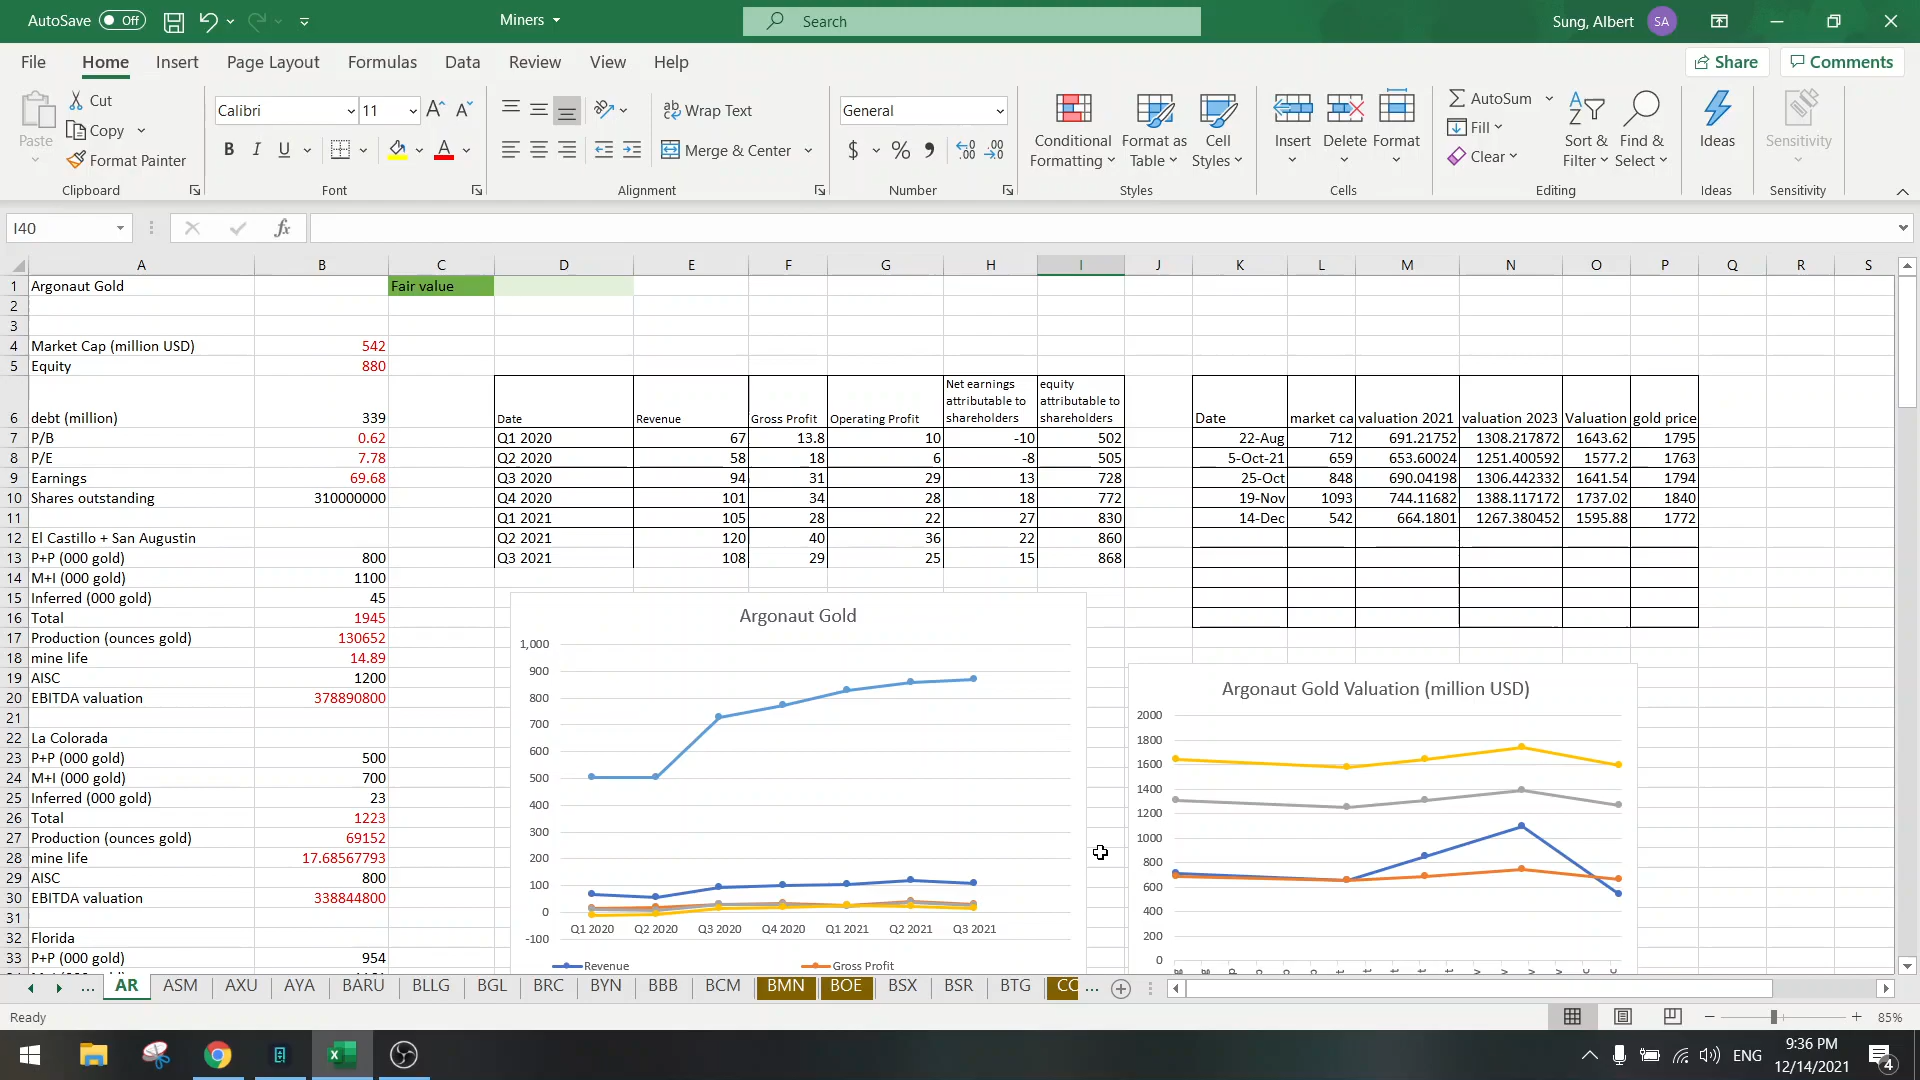 AutoSave Off Miners Search Sung, Albert SA
File Home Insert Page Layout Formulas Data Review View Help Share Comments
Paste Cut Copy Format Painter Clipboard
Calibri 11 B I U A Font
Wrap Text Merge & Center Alignment
General $ % Number
Conditional Formatting Format as Table Cell Styles Styles
Insert Delete Format Cells
AutoSum Fill Clear Sort & Filter Find & Select Editing
Ideas Ideas
Sensitivity Sensitivity
I40 fx
A B C D E F G H I J K L M N O P Q R S
1 Argonaut Gold Fair value
2
3
4 Market Cap (million USD) 542
5 Equity 880
6 debt (million) 339 Date Revenue Gross Profit Operating Profit Net earnings attributable to shareholders equity attributable to shareholders Date market ca valuation 2021 valuation 2023 Valuation gold price
7 P/B 0.62 Q1 2020 67 13.8 10 -10 502 22-Aug 712 691.21752 1308.217872 1643.62 1795
8 P/E 7.78 Q2 2020 58 18 6 -8 505 5-Oct-21 659 653.60024 1251.400592 1577.2 1763
9 Earnings 69.68 Q3 2020 94 31 29 13 728 25-Oct 848 690.04198 1306.442332 1641.54 1794
10 Shares outstanding 310000000 Q4 2020 101 34 28 18 772 19-Nov 1093 744.11682 1388.117172 1737.02 1840
11 Q1 2021 105 28 22 27 830 14-Dec 542 664.1801 1267.380452 1595.88 1772
12 El Castillo + San Augustin Q2 2021 120 40 36 22 860
13 P+P (000 gold) 800 Q3 2021 108 29 25 15 868
14 M+I (000 gold) 1100
15 Inferred (000 gold) 45
16 Total 1945
17 Production (ounces gold) 130652
18 mine life 14.89
19 AISC 1200
20 EBITDA valuation 378890800
21
22 La Colorada
23 P+P (000 gold) 500
24 M+I (000 gold) 700
25 Inferred (000 gold) 23
26 Total 1223
27 Production (ounces gold) 69152
28 mine life 17.68567793
29 AISC 800
30 EBITDA valuation 338844800
31
32 Florida
33 P+P (000 gold) 954
Argonaut Gold
1,000
900
800
700
600
500
400
300
200
100
0
-100
Q1 2020 Q2 2020 Q3 2020 Q4 2020 Q1 2021 Q2 2021 Q3 2021
Revenue Gross Profit
Argonaut Gold Valuation (million USD)
2000
1800
1600
1400
1200
1000
800
600
400
200
0
... AR ASM AXU AYA BARU BLLG BGL BRC BYN BBB BCM BMN BOE BSX BSR BTG CC ...
Ready 85%
ENG 9:36 PM 12/14/2021 4